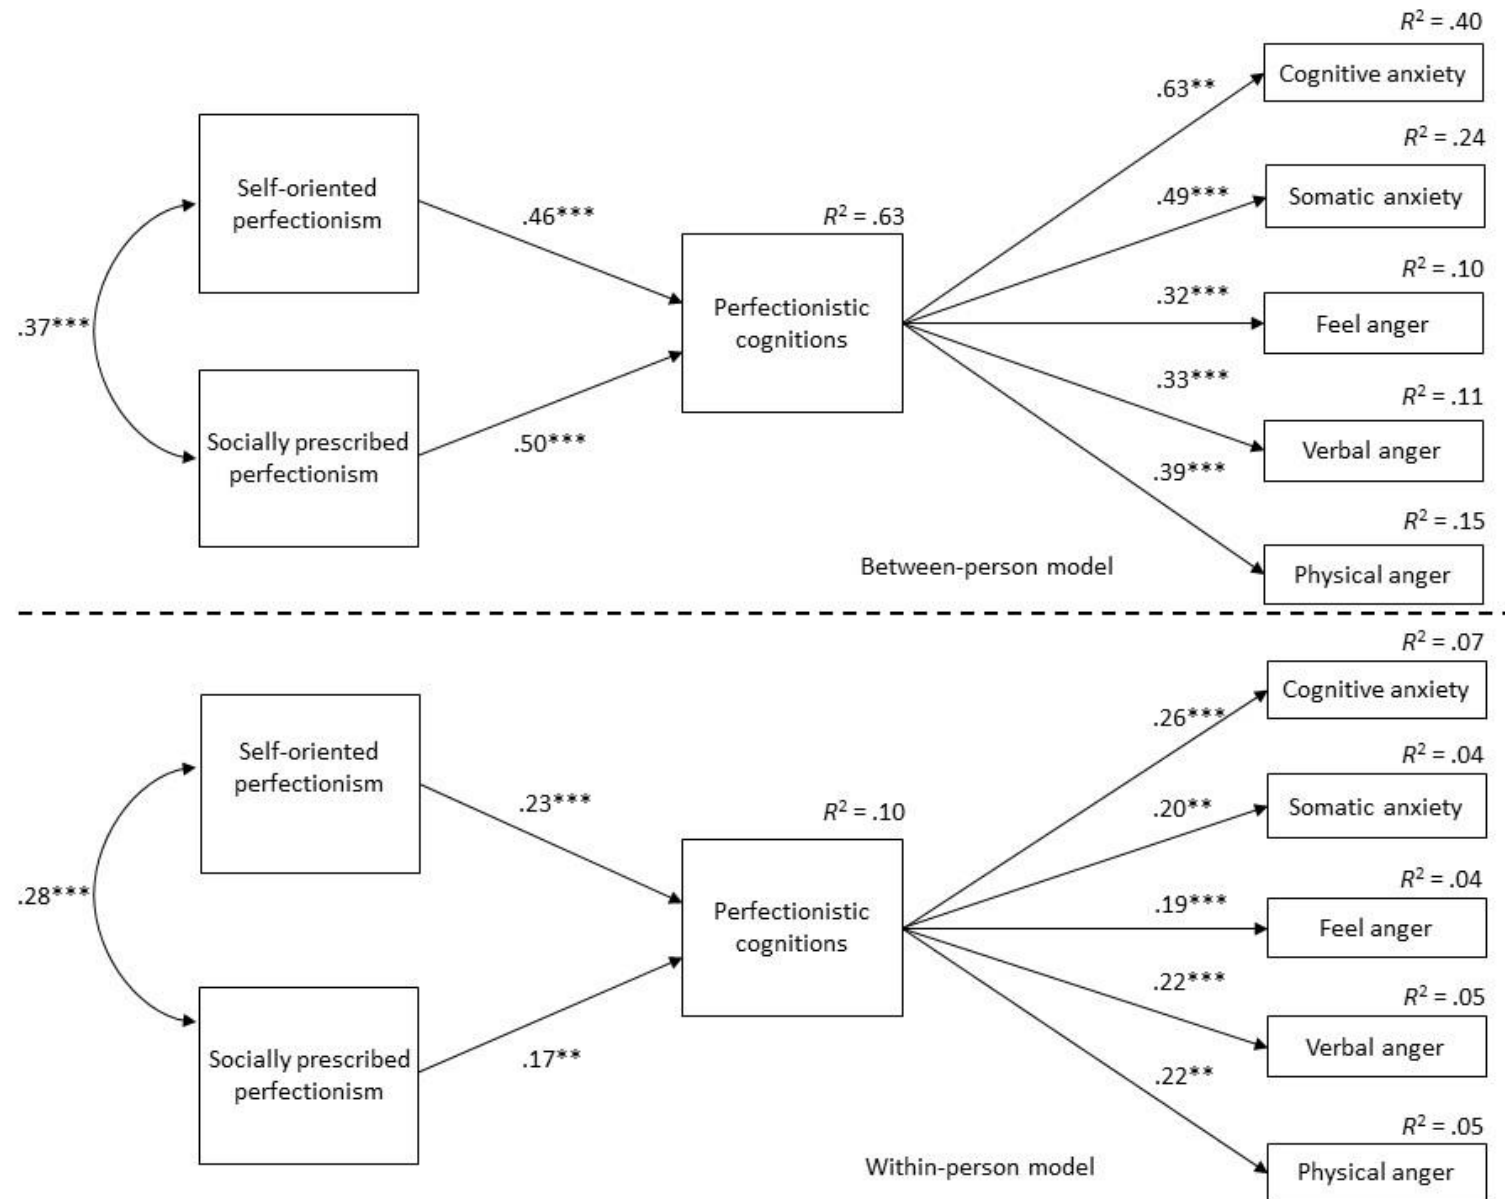 R² = .40
Cognitive anxiety
.63**
R² = .24
Self-oriented
perfectionism
Somatic anxiety
.49***
.46***
R² = .63
R² = .10
Perfectionistic
cognitions
.32***
Feel anger
.37***
.33***
R² = .11
Socially prescribed
perfectionism
.50***
Verbal anger
.39***
R² = .15
Between-person model
Physical anger
R² = .07
Cognitive anxiety
.26***
Self-oriented
perfectionism
R² = .04
.23***
R² = .10
.20**
Somatic anxiety
R² = .04
.28***
Perfectionistic
cognitions
.19***
Feel anger
.22***
R² = .05
Socially prescribed
perfectionism
.17**
Verbal anger
.22**
R² = .05
Within-person model
Physical anger